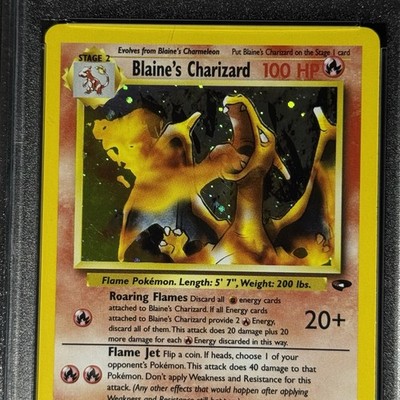 Evolves from Blaine's Charmeleon Put Blaine's Charizard on the Stage 1 card
STAGE 2
Blaine's Charizard 100 HP
Flame Pokémon. Length: 5' 7", Weight: 200 lbs.
Roaring Flames Discard all energy cards
attached to Blaine's Charizard. If all Energy cards
attached to Blaine's Charizard provide 2 Energy,
discard all of them. This attack does 20 damage plus 20
more damage for each Energy discarded in this way.
20+
Flame Jet Flip a coin. If heads, choose 1 of your
opponent's Pokémon. This attack does 40 damage to that
Pokémon. Don't apply Weakness and Resistance for this
attack. (Any other effects that would happen after applying
Weakness and Resistance still